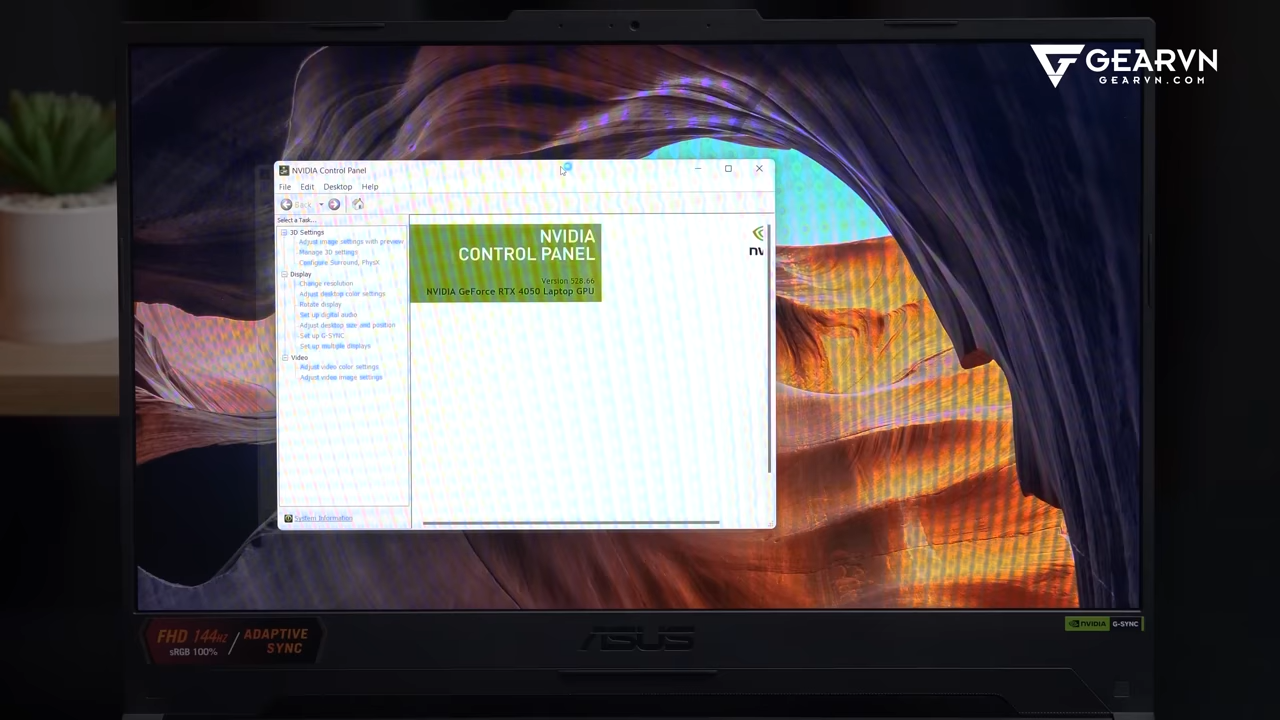 GEARVN
GEARVN.COM
NVIDIA Control Panel
File Edit Desktop Help
Back
Select a Task...
3D Settings
Adjust image settings with preview
Manage 3D settings
Configure Surround, PhysX
Display
Change resolution
Adjust desktop color settings
Rotate display
Set up digital audio
Adjust desktop size and position
Set up G-SYNC
Set up multiple displays
Video
Adjust video color settings
Adjust video image settings
System Information
NVIDIA
CONTROL PANEL
Version 528.66
NVIDIA GeForce RTX 4050 Laptop GPU
FHD 144HZ
sRGB 100%
ADAPTIVE
SYNC
ASUS
NVIDIA G-SYNC